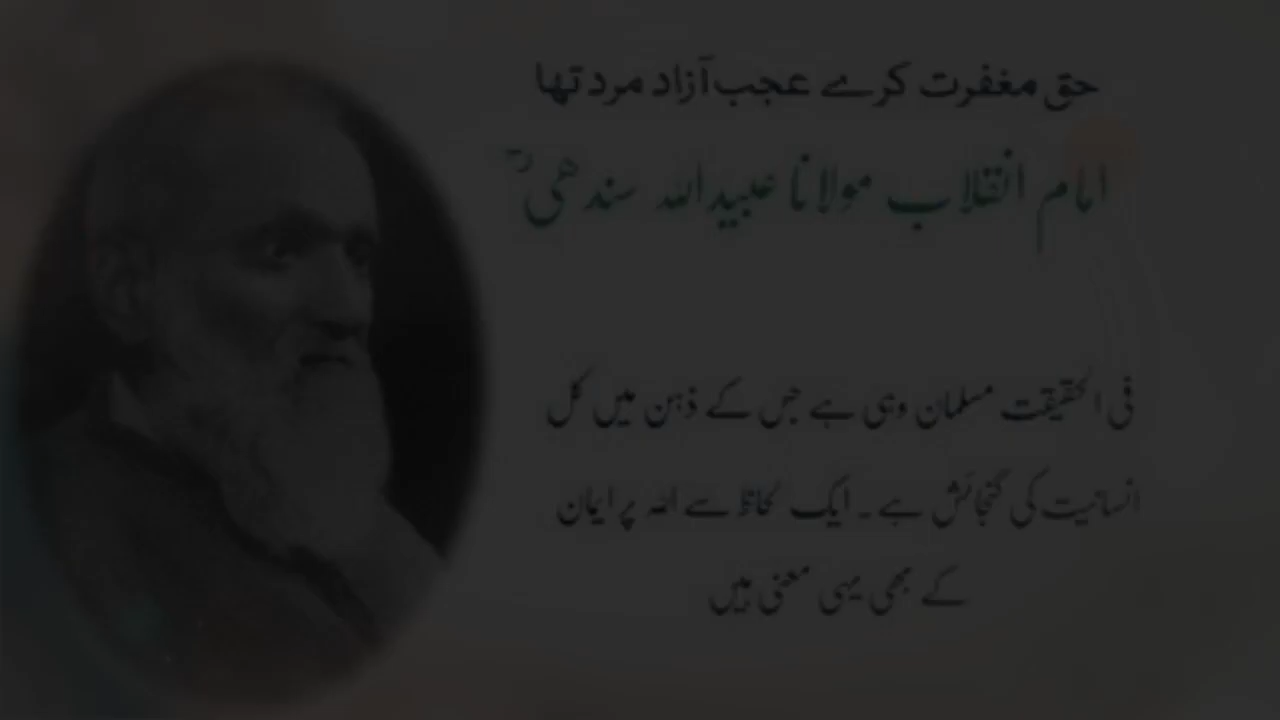 حق مغفرت کرے عجب آزاد مرد تھا
امام انقلاب مولانا عبیداللہ سندھیؒ
فی الحقیقت مسلمان وہی ہے جس کے ذہن میں کل
انسانیت کی گنجائش ہے۔ ایک لحاظ سے اللہ پر ایمان
کے بھی یہی معنی ہیں